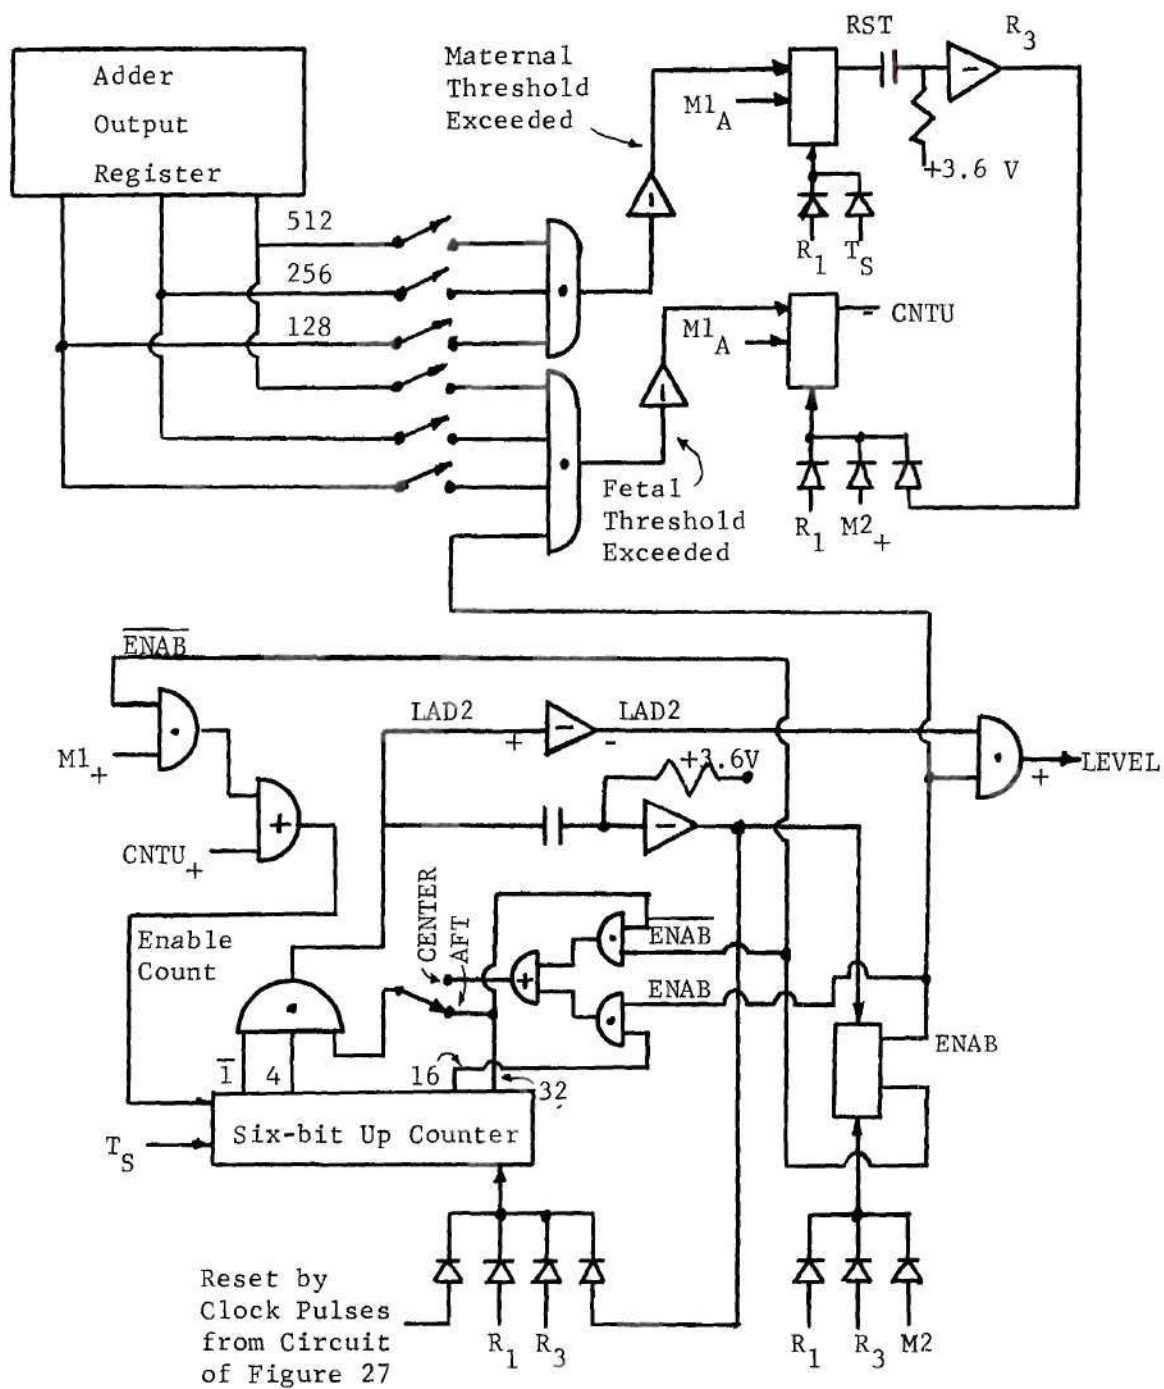 Adder
Output
Register
512
256
128
Maternal
Threshold
Exceeded
M1A
RST
R3
+3.6 V
R1 TS
M1A
CNTU
R1 M2+
Fetal
Threshold
Exceeded
ENAB
M1+
CNTU+
LAD2
+
LAD2
-
+3.6V
+
LEVEL
Enable
Count
CENTER
AFT
ENAB
ENAB
ENAB
1 4
16
32
Six-bit Up Counter
TS
Reset by
Clock Pulses
from Circuit
of Figure 27
R1 R3
R1 R3 M2